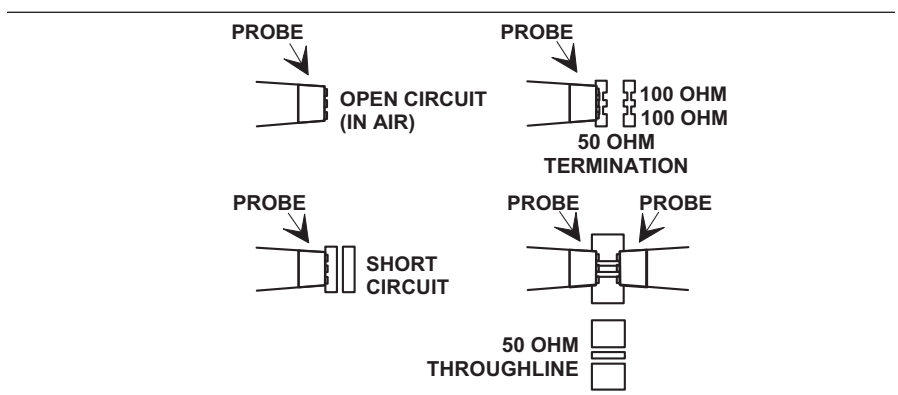 PROBE
OPEN CIRCUIT
(IN AIR)
PROBE
100 OHM
100 OHM
50 OHM
TERMINATION
PROBE
SHORT
CIRCUIT
PROBE
PROBE
50 OHM
THROUGHLINE